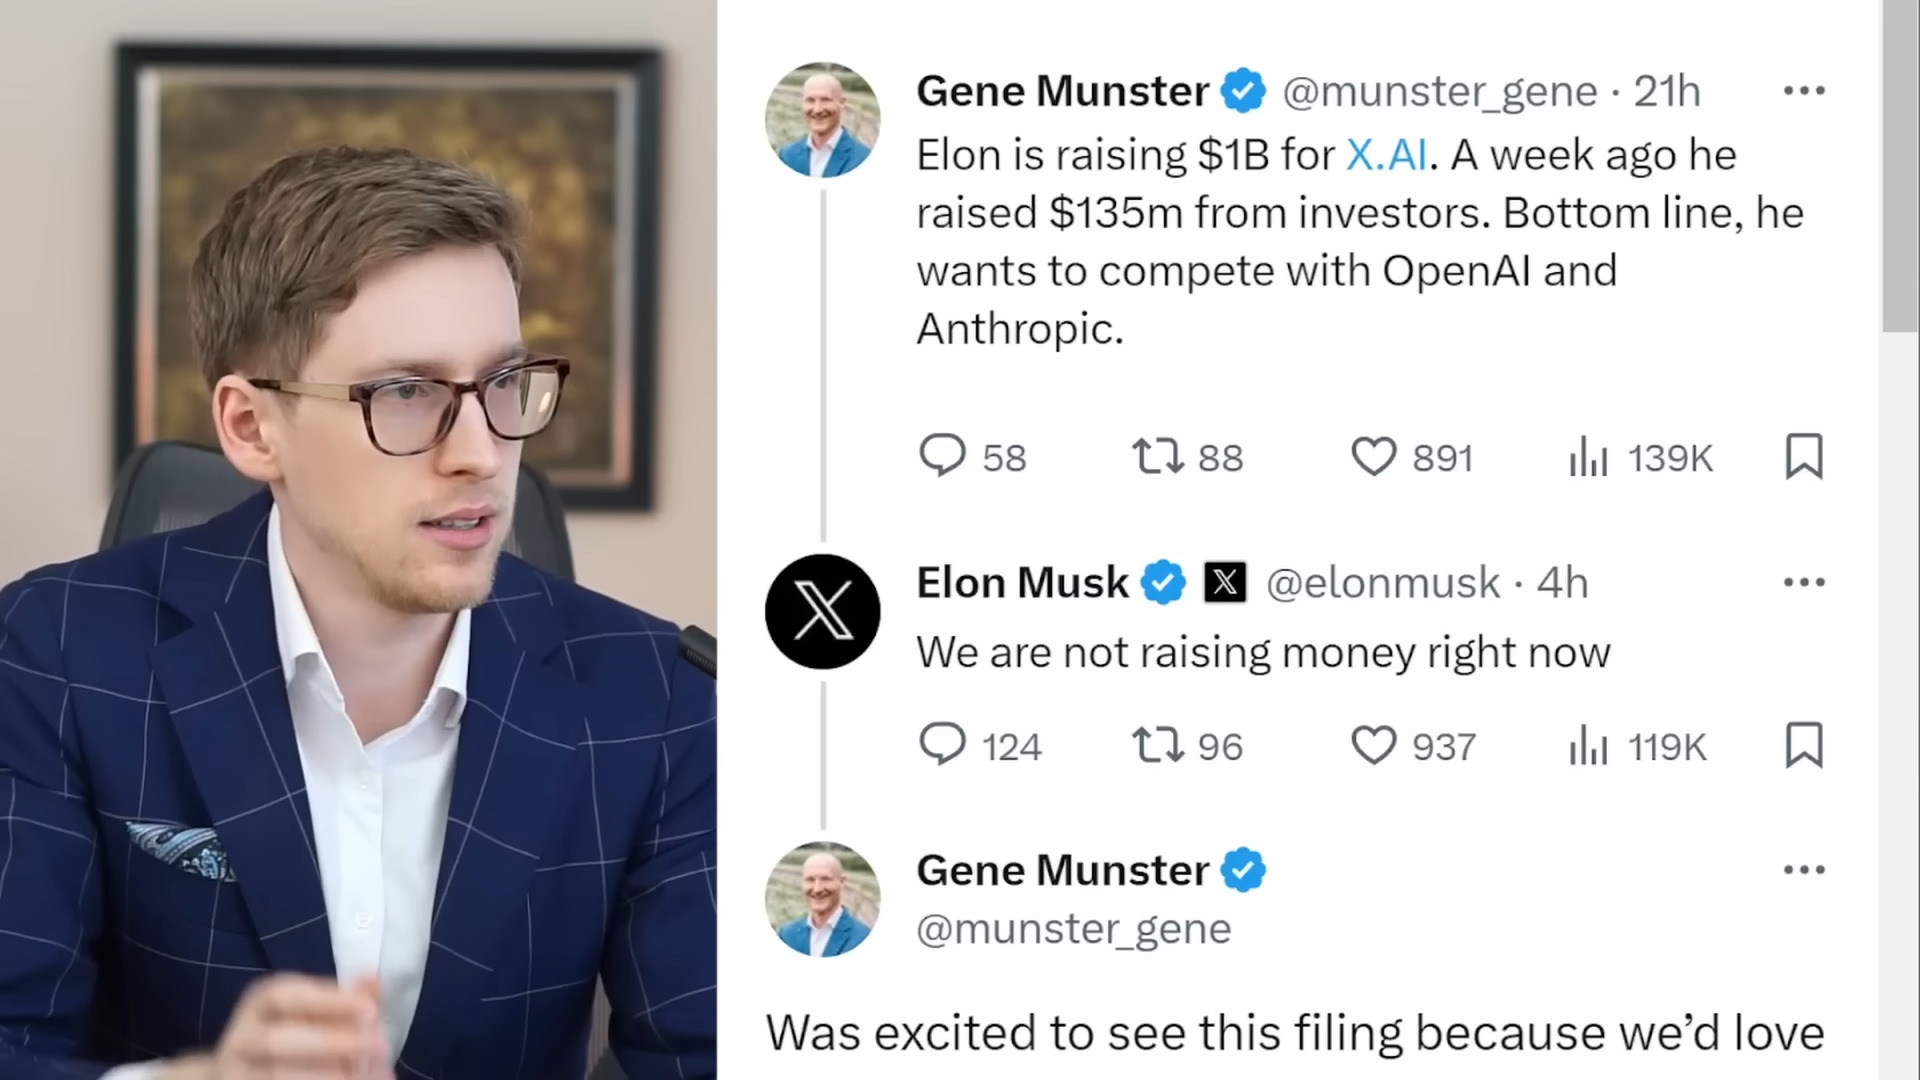 Gene Munster @munster_gene · 21h
Elon is raising $1B for X.AI. A week ago he
raised $135m from investors. Bottom line, he
wants to compete with OpenAI and
Anthropic.
58 88 891 139K
Elon Musk X @elonmusk · 4h
We are not raising money right now
124 96 937 119K
Gene Munster
@munster_gene
Was excited to see this filing because we’d love